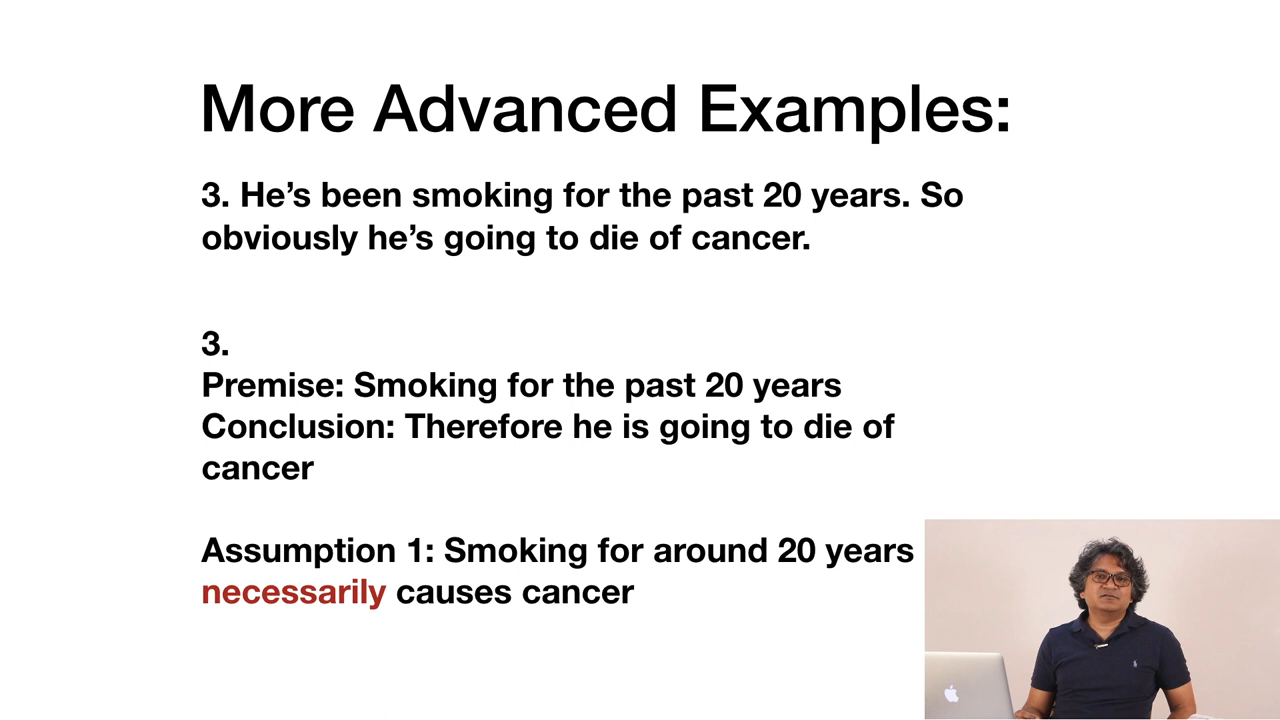 More Advanced Examples:
3. He’s been smoking for the past 20 years. So
obviously he’s going to die of cancer.
3.
Premise: Smoking for the past 20 years
Conclusion: Therefore he is going to die of
cancer
Assumption 1: Smoking for around 20 years
necessarily causes cancer